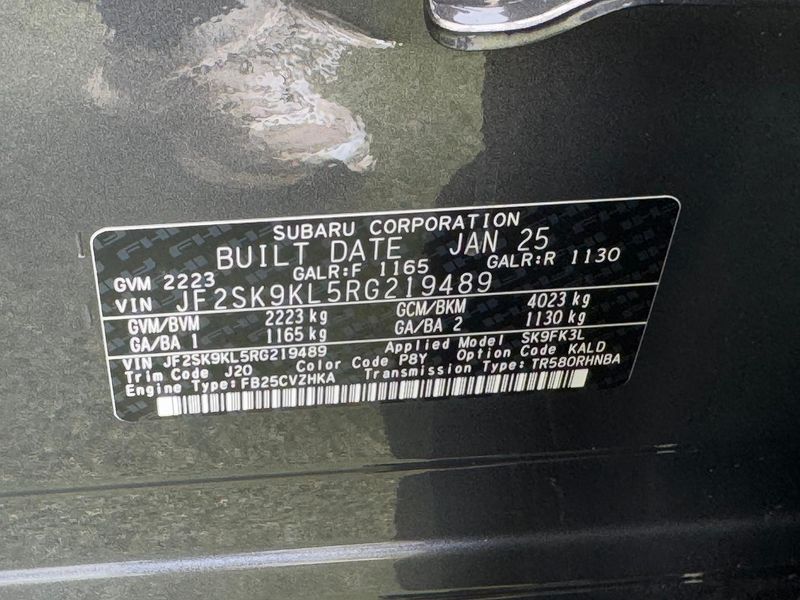 SUBARU CORPORATION
BUILT DATE JAN 25
GVM 2223 GALR:F 1165 GALR:R 1130
VIN JF2SK9KL5RG219489
GVM/BVM 2223 kg GCM/BKM 4023 kg
GA/BA 1 1165 kg GA/BA 2 1130 kg
VIN JF2SK9KL5RG219489 Applied Model SK9FK3L
Trim Code J20 Color Code P8Y Option Code KALD
Engine Type:FB25CVZHKA Transmission Type:TR580RHNBA